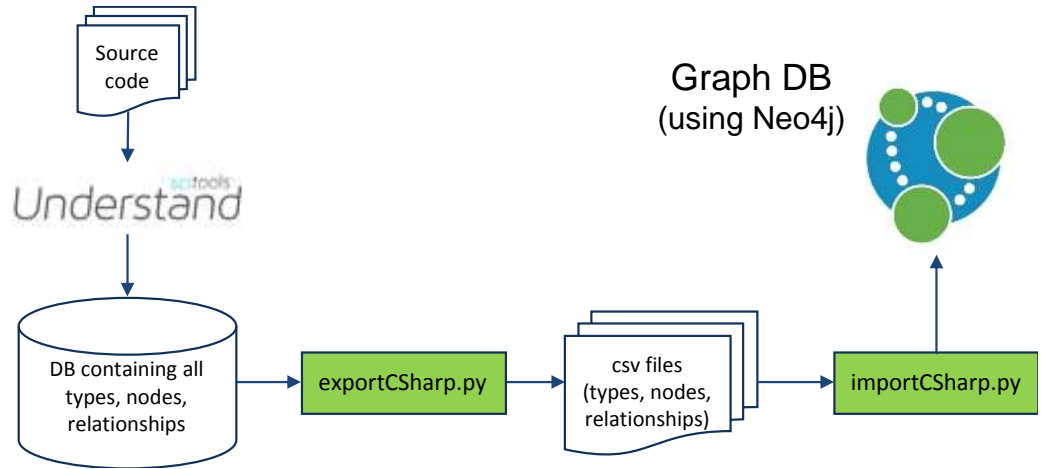 Source
code
Graph DB
(using Neo4j)
scitools
Understand
DB containing all
types, nodes,
relationships
exportCSharp.py
csv files
(types, nodes,
relationships)
importCSharp.py